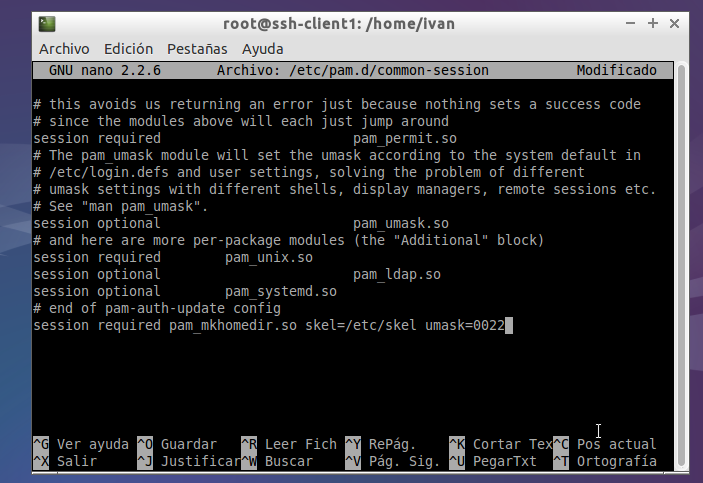 root@ssh-client1: /home/ivan
Archivo Edición Pestañas Ayuda
GNU nano 2.2.6 Archivo: /etc/pam.d/common-session Modificado
# this avoids us returning an error just because nothing sets a success code
# since the modules above will each just jump around
session required pam_permit.so
# The pam_umask module will set the umask according to the system default in
# /etc/login.defs and user settings, solving the problem of different
# umask settings with different shells, display managers, remote sessions etc.
# See "man pam_umask".
session optional pam_umask.so
# and here are more per-package modules (the "Additional" block)
session required pam_unix.so
session optional pam_ldap.so
session optional pam_systemd.so
# end of pam-auth-update config
session required pam_mkhomedir.so skel=/etc/skel umask=0022
^G Ver ayuda ^O Guardar ^R Leer Fich ^Y RePág. ^K Cortar Tex ^C Pos actual
^X Salir ^J Justificar ^W Buscar ^V Pág. Sig. ^U PegarTxt ^T Ortografía